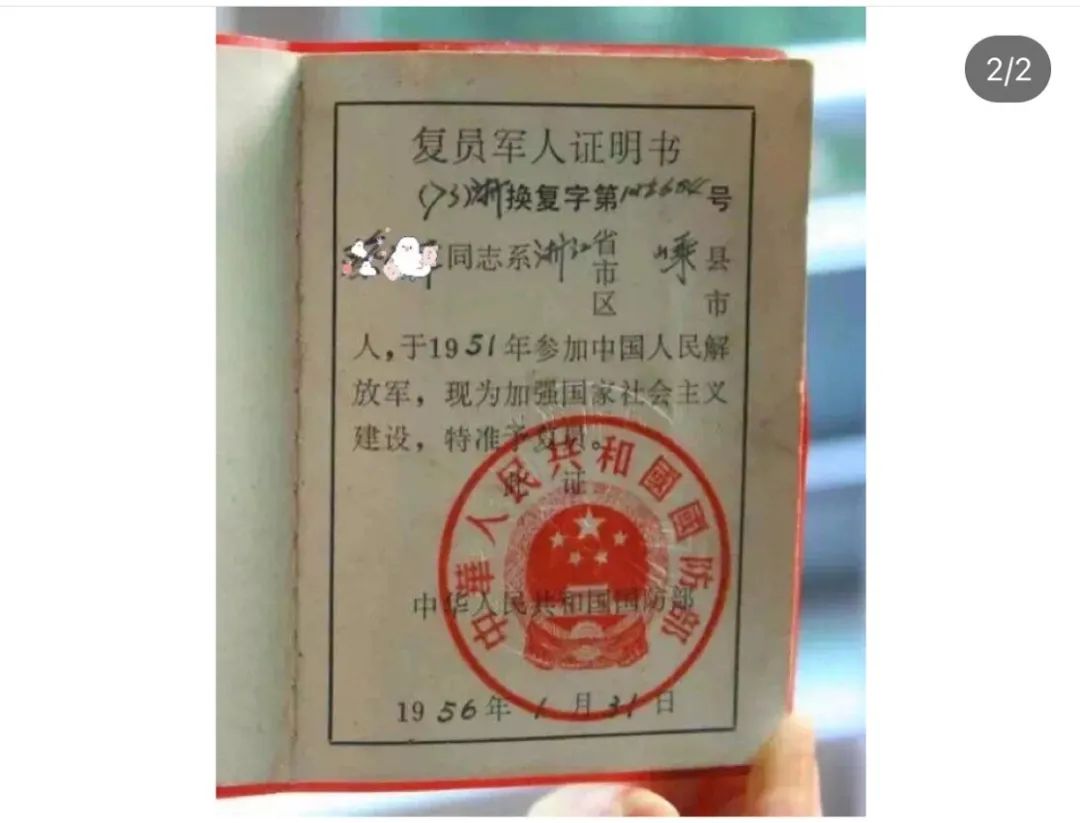 2/2
复员军人证明书
(73)浙换复字第号
同志系浙江省 嵊县
市 市
区
人，于1951年参加中国人民解
放军，现为加强国家社会主义
建设，特准予复员。
此 证
中华人民共和国国防部
中華人民共和國國防部
1956年1月31日